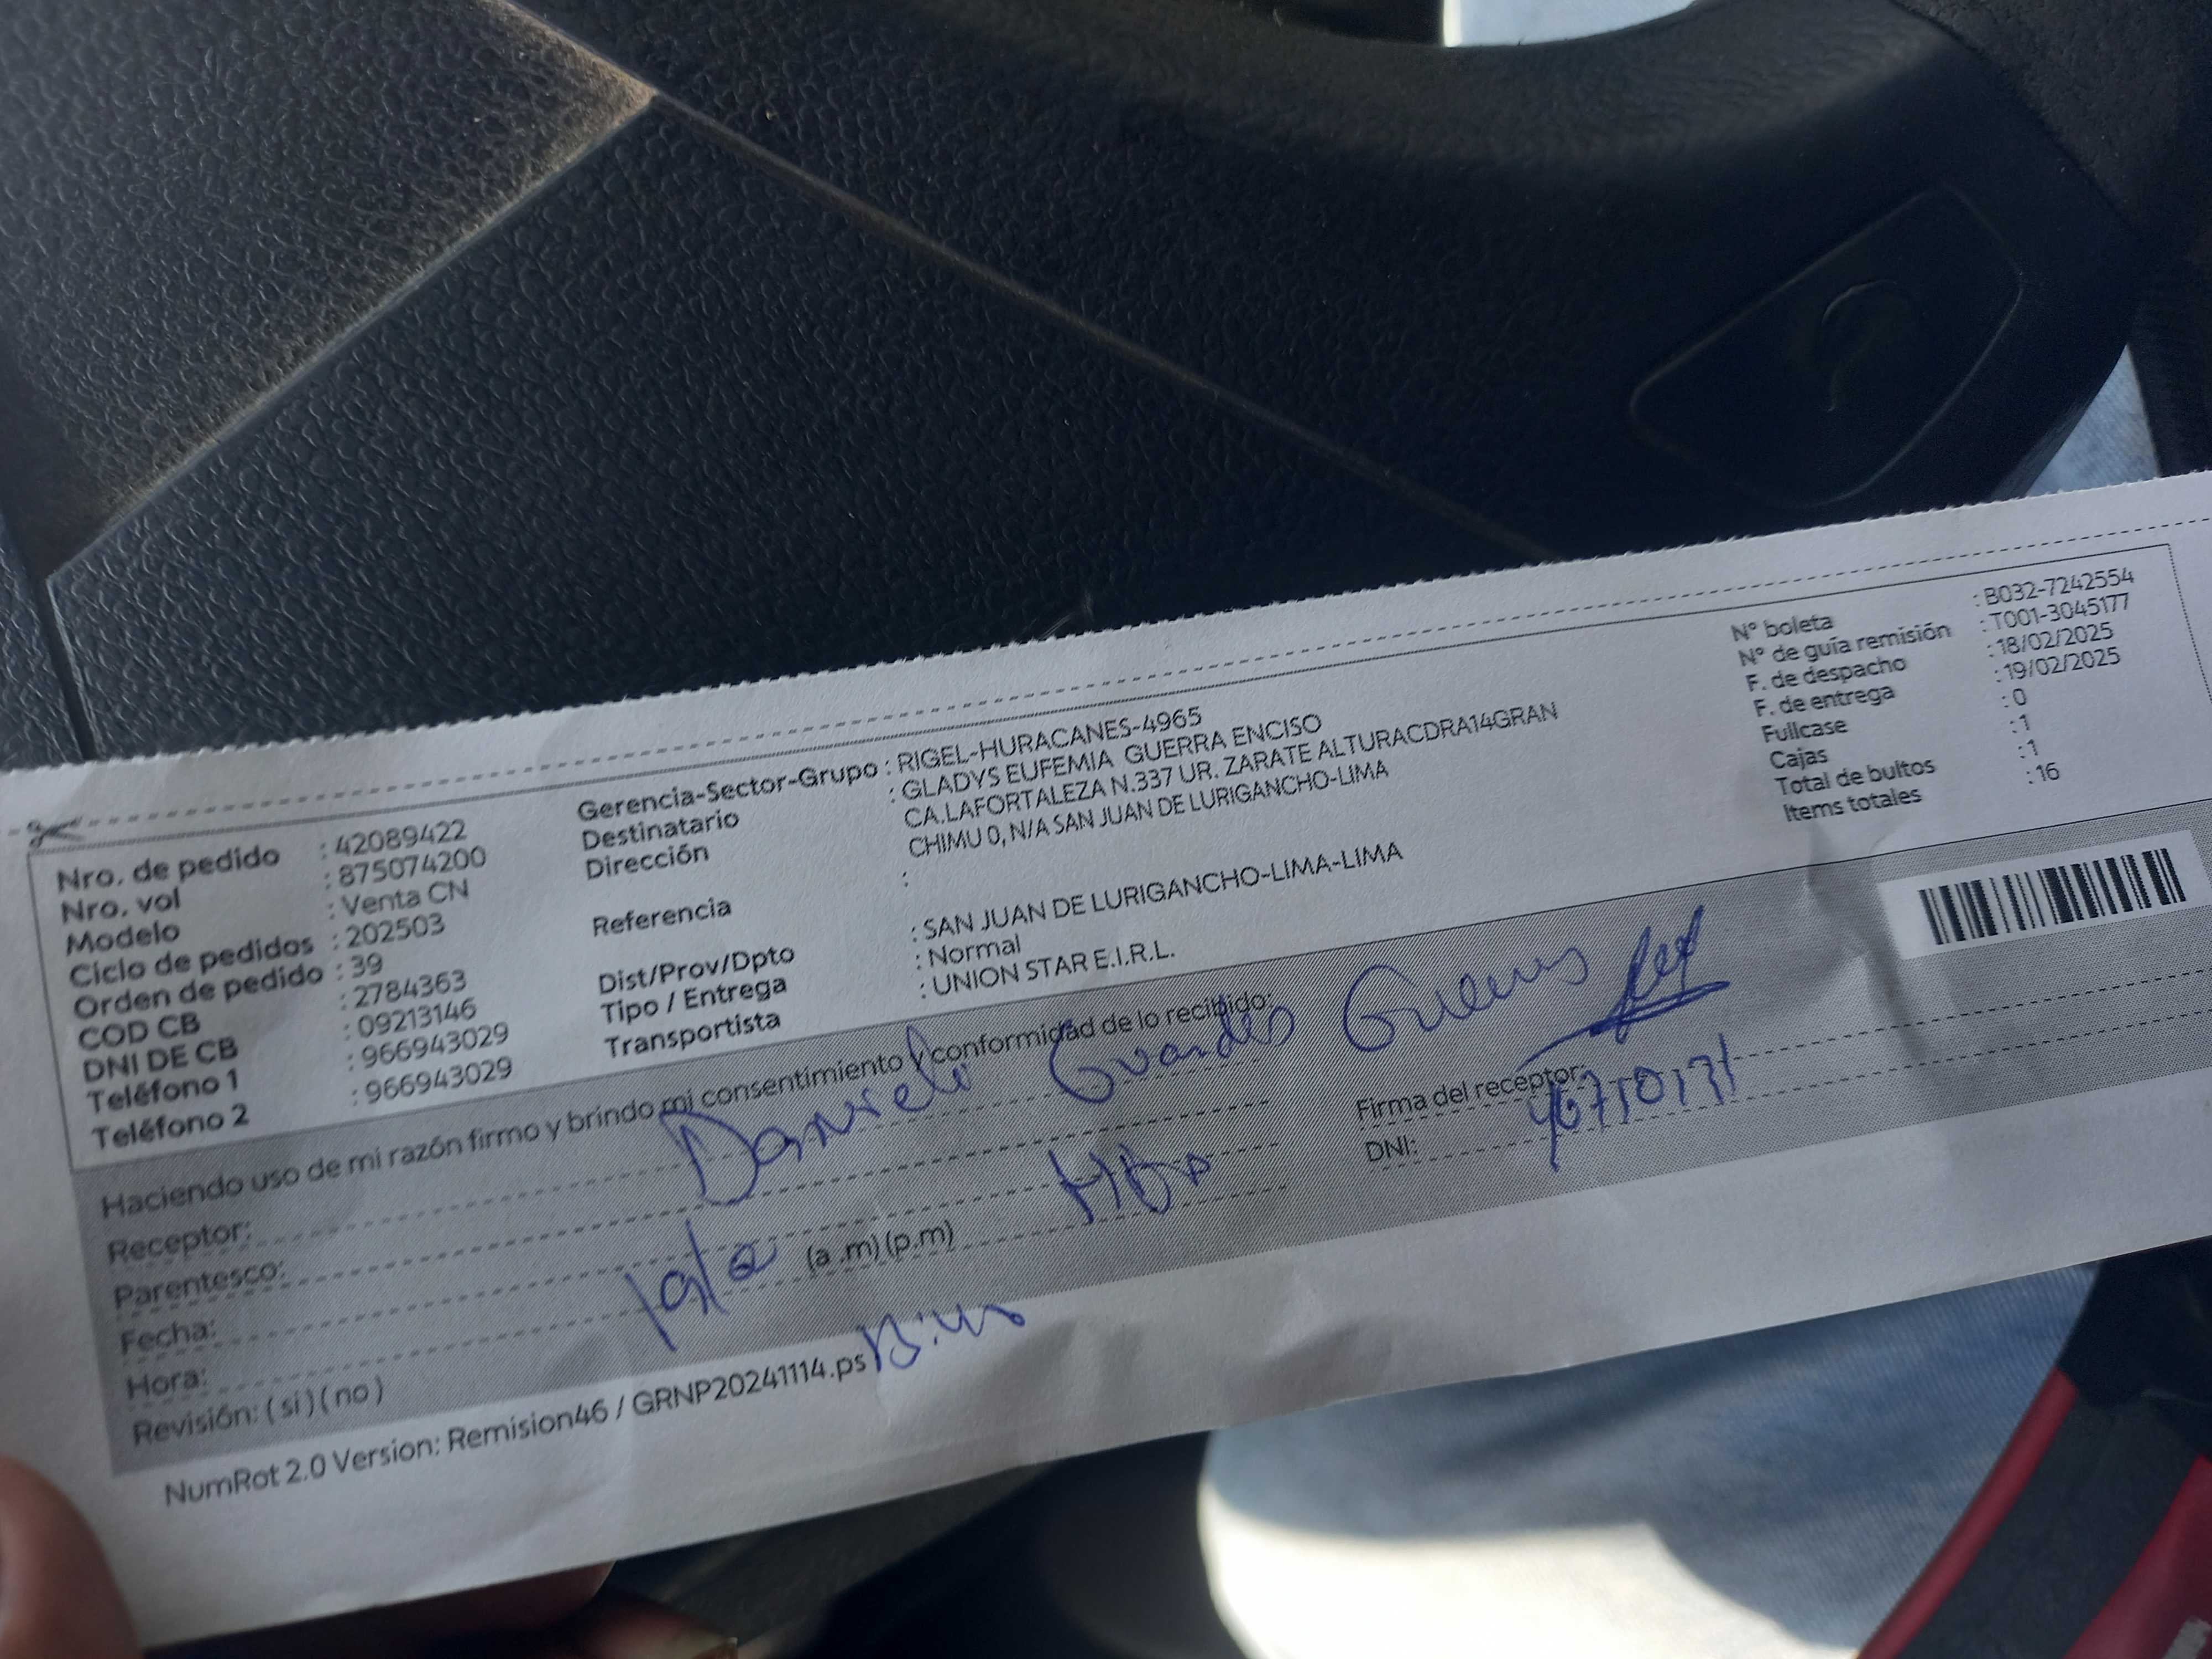 Nro. de pedido : 42089422
Nro. vol : 875074200
Modelo : Venta CN
Ciclo de pedidos : 202503
Orden de pedido : 39
COD CB : 2784363
DNI DE CB : 09213146
Teléfono 1 : 966943029
Teléfono 2 : 966943029
Gerencia-Sector-Grupo : RIGEL-HURACANES-4965
Destinatario : GLADYS EUFEMIA GUERRA ENCISO
Dirección CA.LAFORTALEZA N.337 UR. ZARATE ALTURACDRA14GRAN
CHIMU 0, N/A SAN JUAN DE LURIGANCHO-LIMA
Referencia :
Dist/Prov/Dpto : SAN JUAN DE LURIGANCHO-LIMA-LIMA
Tipo / Entrega : Normal
Transportista : UNION STAR E.I.R.L.
N° boleta : B032-7242554
N° de guía remisión : T001-3045177
F. de despacho : 18/02/2025
F. de entrega : 19/02/2025
Fullcase : 0
Cajas : 1
Total de bultos : 1
Items totales : 16
Haciendo uso de mi razón firmo y brindo mi consentimiento y conformidad de lo recibido:
Receptor:
Parentesco:
Fecha:
Hora: (a .m) (p.m)
Revisión: ( si ) ( no )
Firma del receptor:
DNI:
NumRot 2.0 Version: Remision46 / GRNP20241114.ps